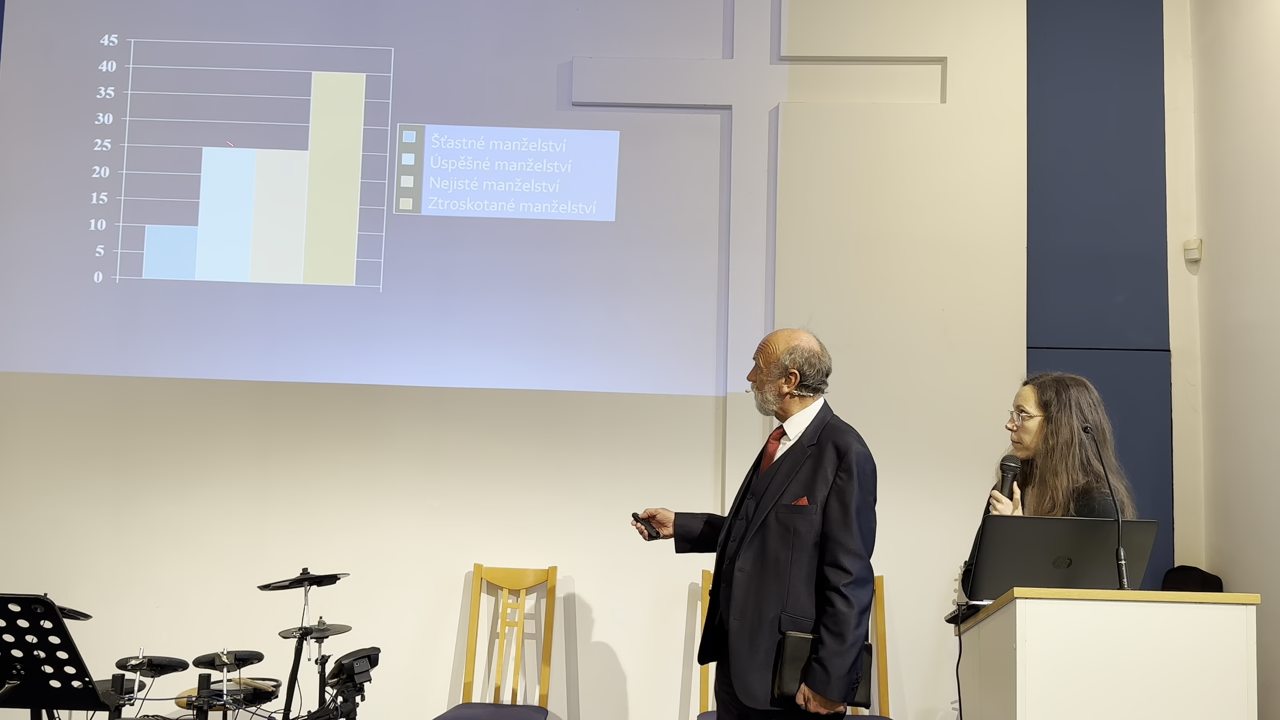 45
40
35
30
25
20
15
10
5
0
Šťastné manželství
Úspěšné manželství
Nejisté manželství
Ztroskotané manželství